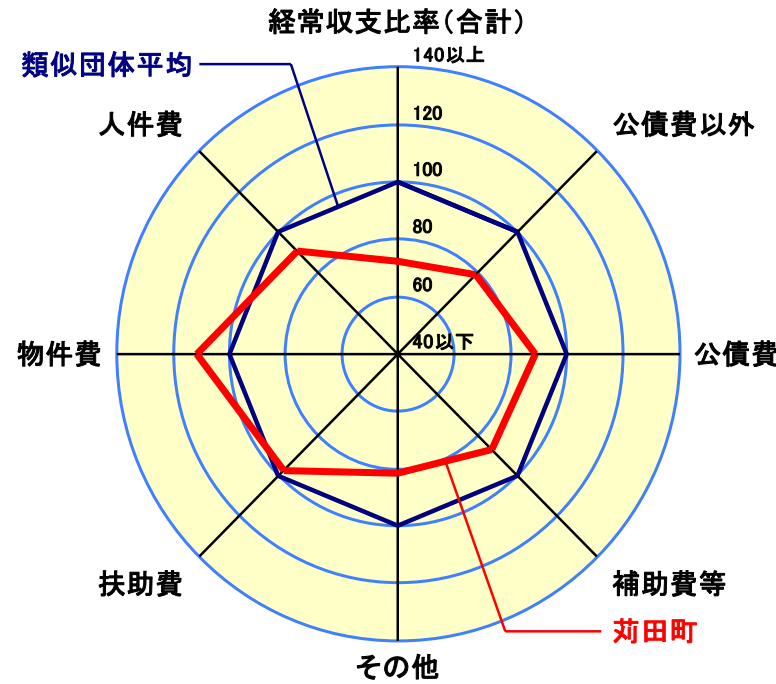 経常収支比率(合計)
140以上
類似団体平均
120
人件費
公債費以外
100
80
60
40以下
物件費
公債費
扶助費
補助費等
苅田町
その他